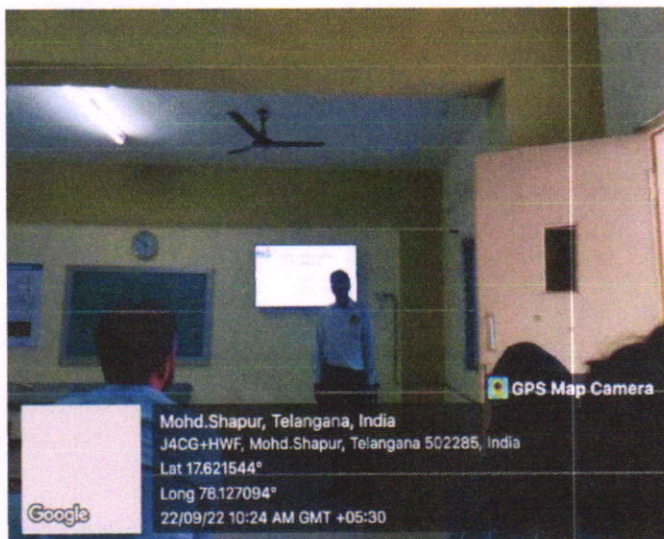 GPS Map Camera
Mohd.Shapur, Telangana, India
J4CG+HWF, Mohd.Shapur, Telangana 502285, India
Lat 17.621544°
Long 78.127094°
22/09/22 10:24 AM GMT +05:30
Google